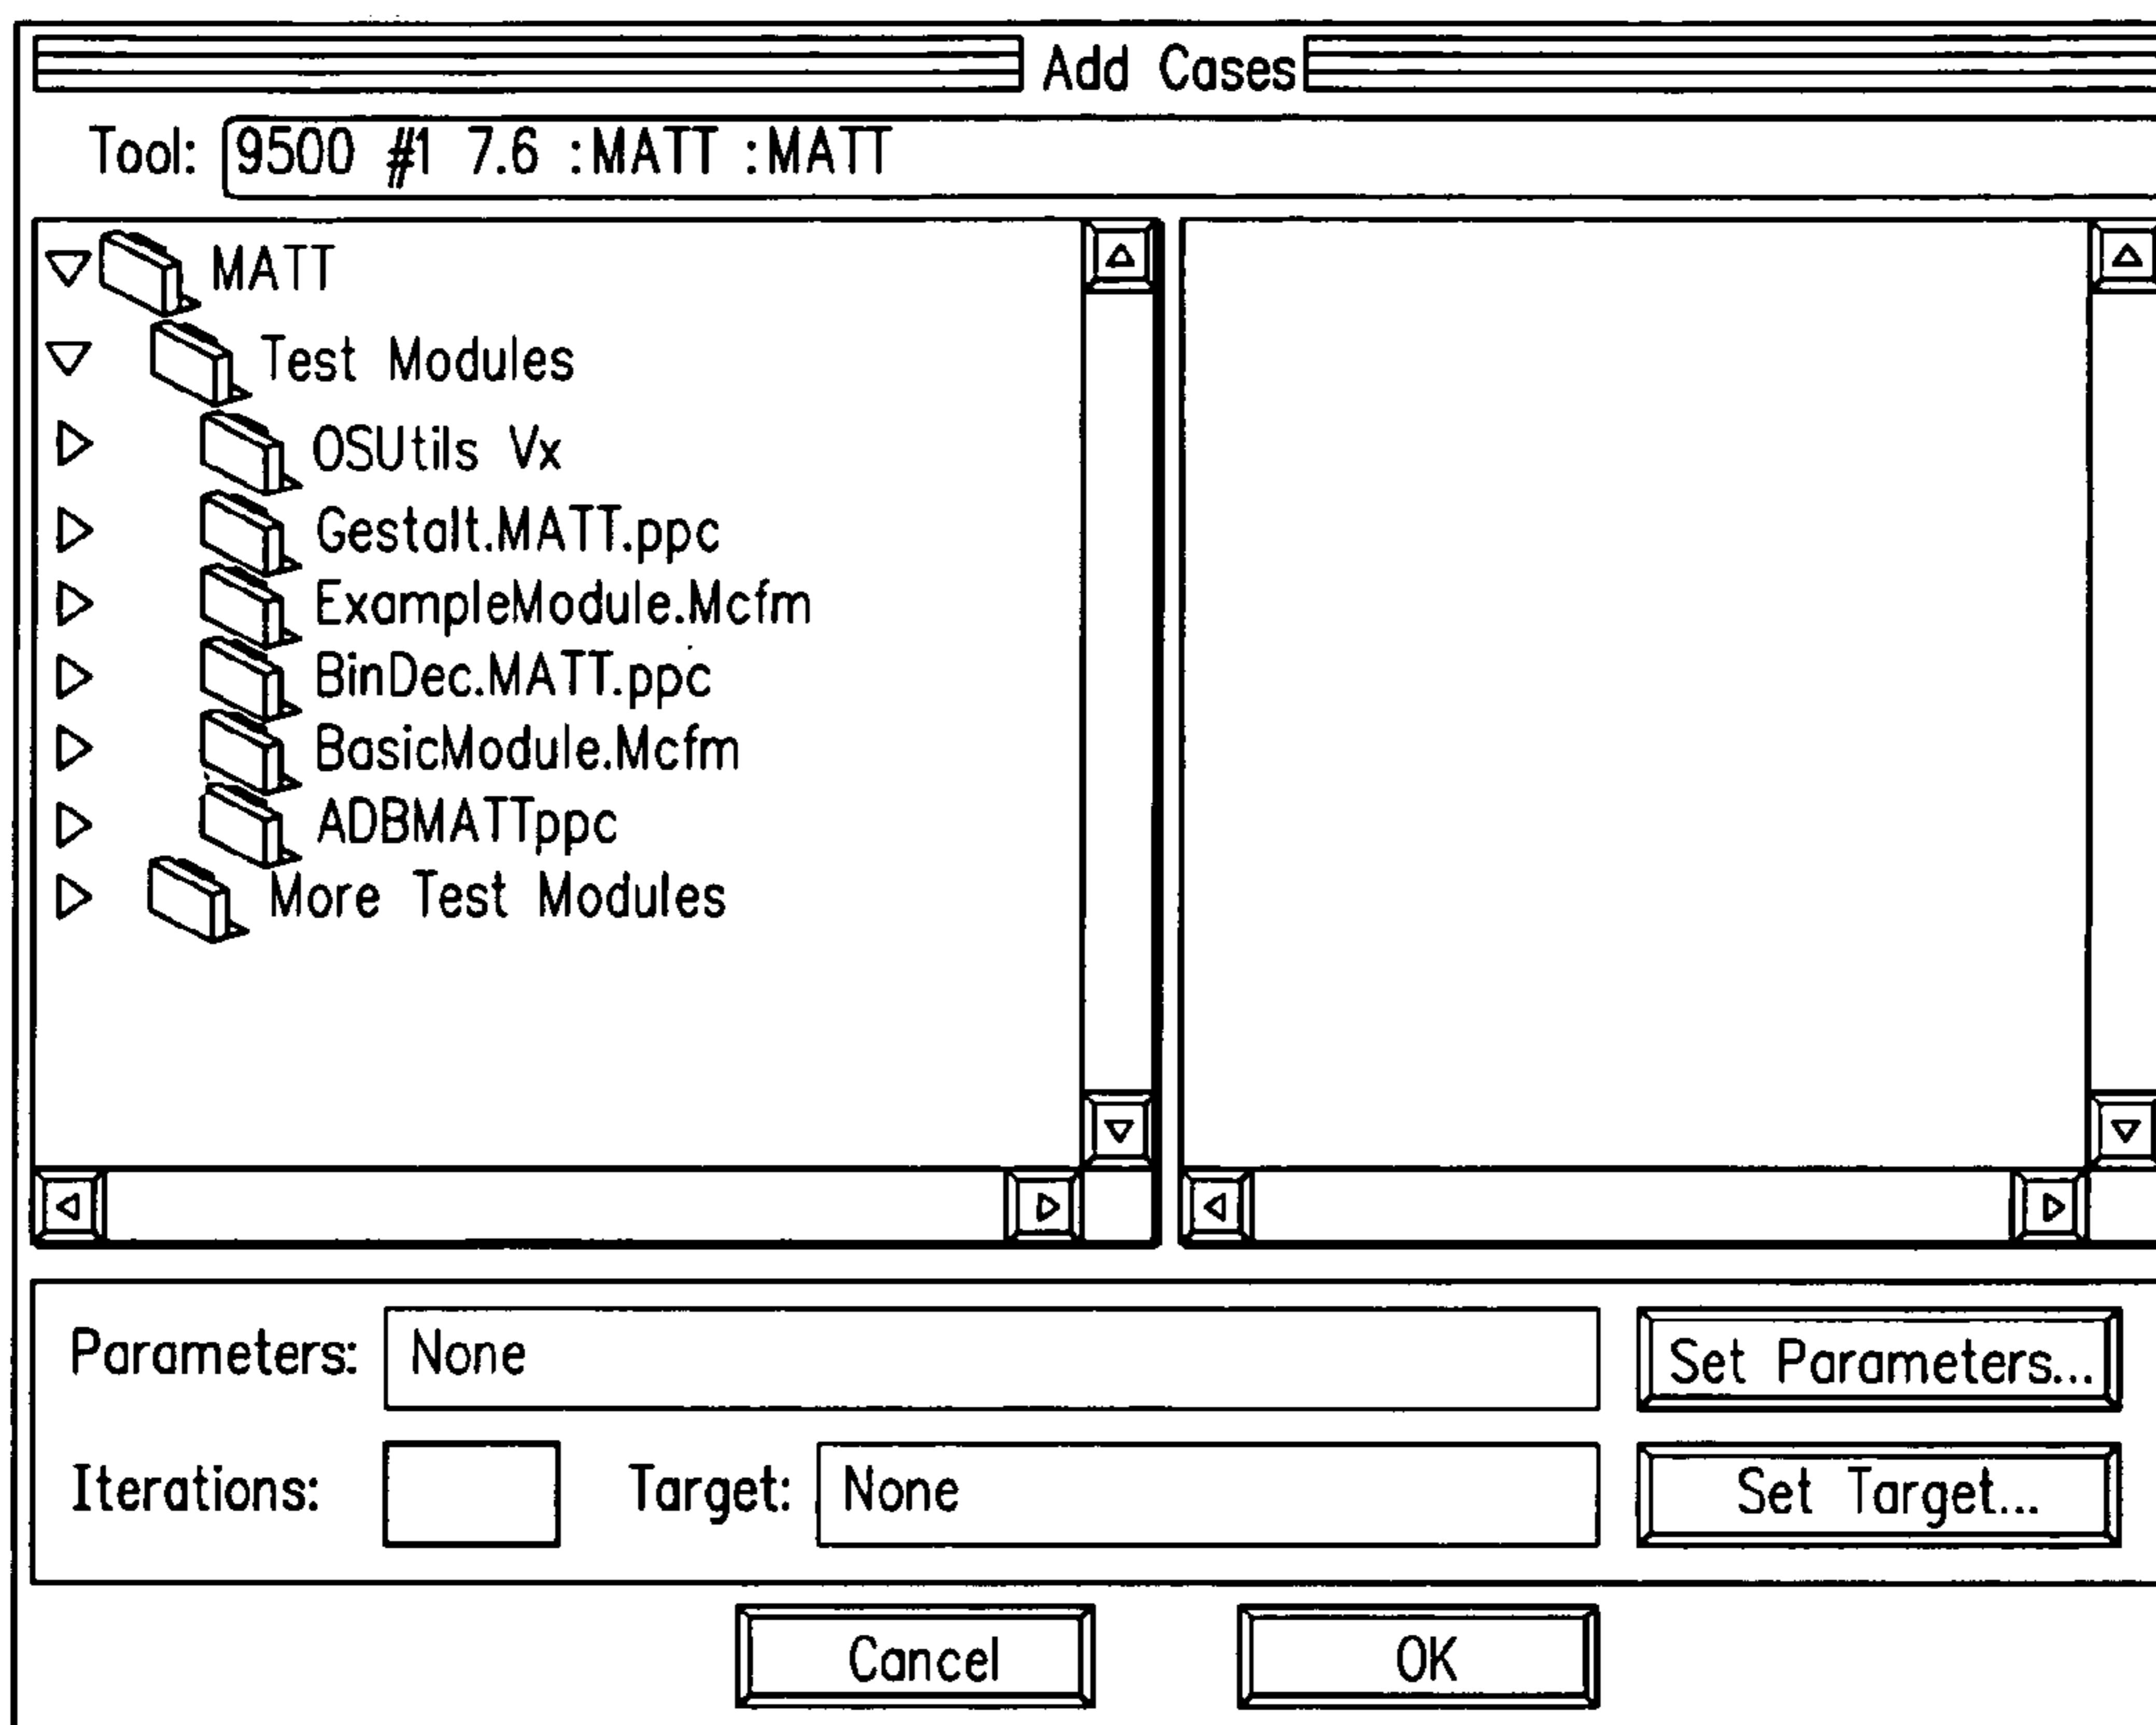 Add Cases
Tool: 9500 #1 7.6 :MATT :MATT
MATT
Test Modules
OSUtils Vx
Gestalt.MATT.ppc
ExampleModule.Mcfm
BinDec.MATT.ppc
BasicModule.Mcfm
ADBMATTppc
More Test Modules
Parameters: None Set Parameters...
Iterations: Target: None Set Target...
Cancel OK